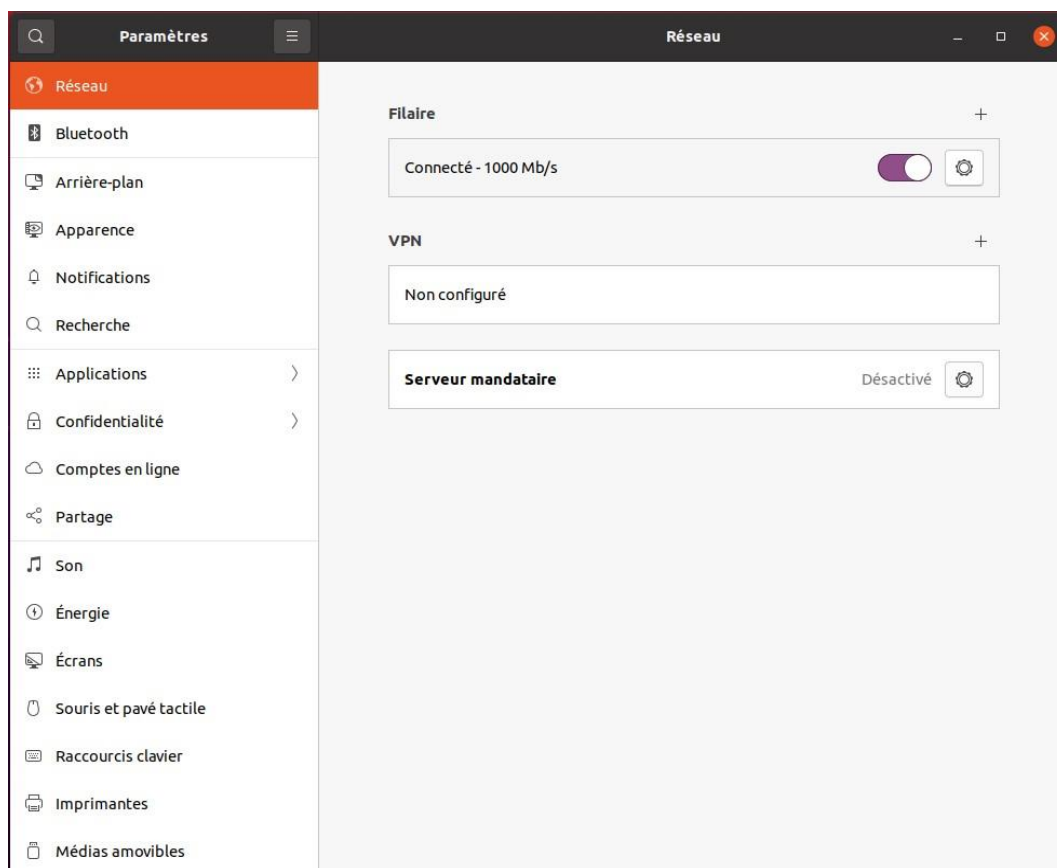 Paramètres
Réseau
Réseau
Bluetooth
Arrière-plan
Apparence
Notifications
Recherche
Applications
Confidentialité
Comptes en ligne
Partage
Son
Énergie
Écrans
Souris et pavé tactile
Raccourcis clavier
Imprimantes
Médias amovibles
Filaire
Connecté - 1000 Mb/s
VPN
Non configuré
Serveur mandataire Désactivé